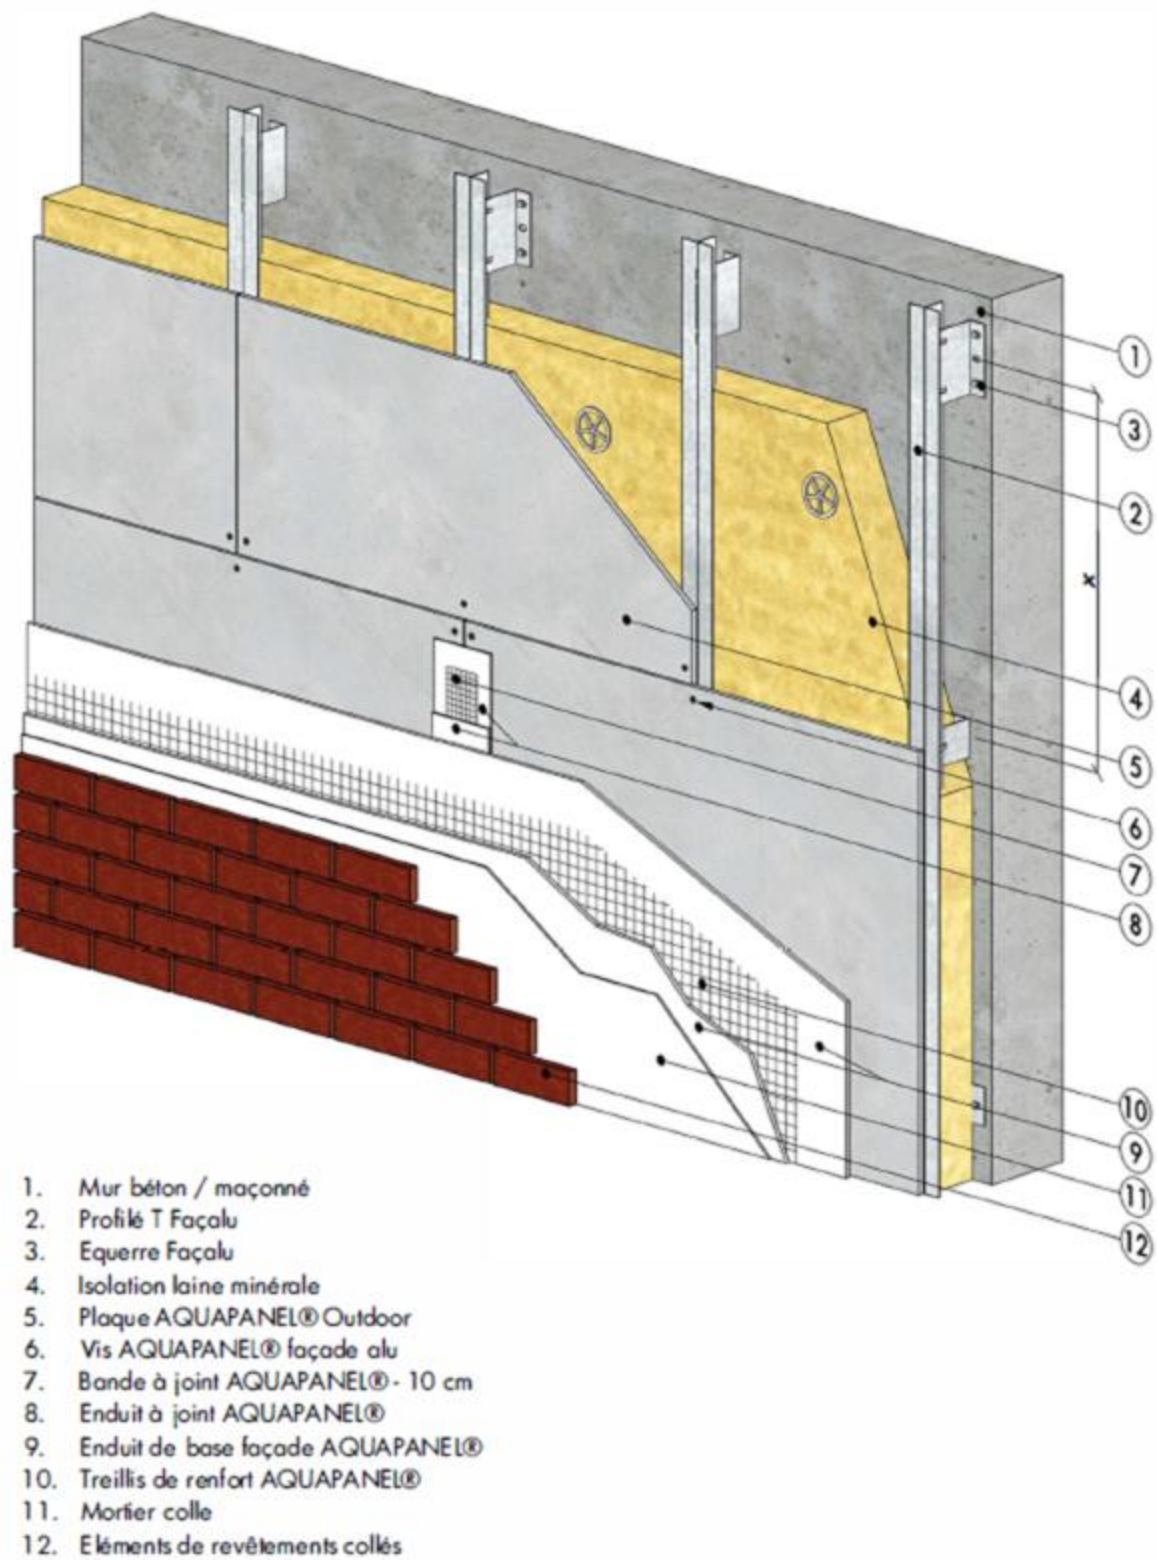 1
3
2
x
4
5
6
7
8
10
9
11
12
1. Mur béton / maçonné
2. Profilé T Façalu
3. Equerre Façalu
4. Isolation laine minérale
5. Plaque AQUAPANEL® Outdoor
6. Vis AQUAPANEL® façade alu
7. Bande à joint AQUAPANEL® - 10 cm
8. Enduit à joint AQUAPANEL®
9. Enduit de base façade AQUAPANEL®
10. Treillis de renfort AQUAPANEL®
11. Mortier colle
12. Eléments de revêtements collés